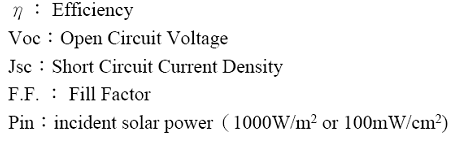 η： Efficiency
Voc：Open Circuit Voltage
Jsc：Short Circuit Current Density
F.F. ： Fill Factor
Pin：incident solar power（1000W/m² or 100mW/cm²)